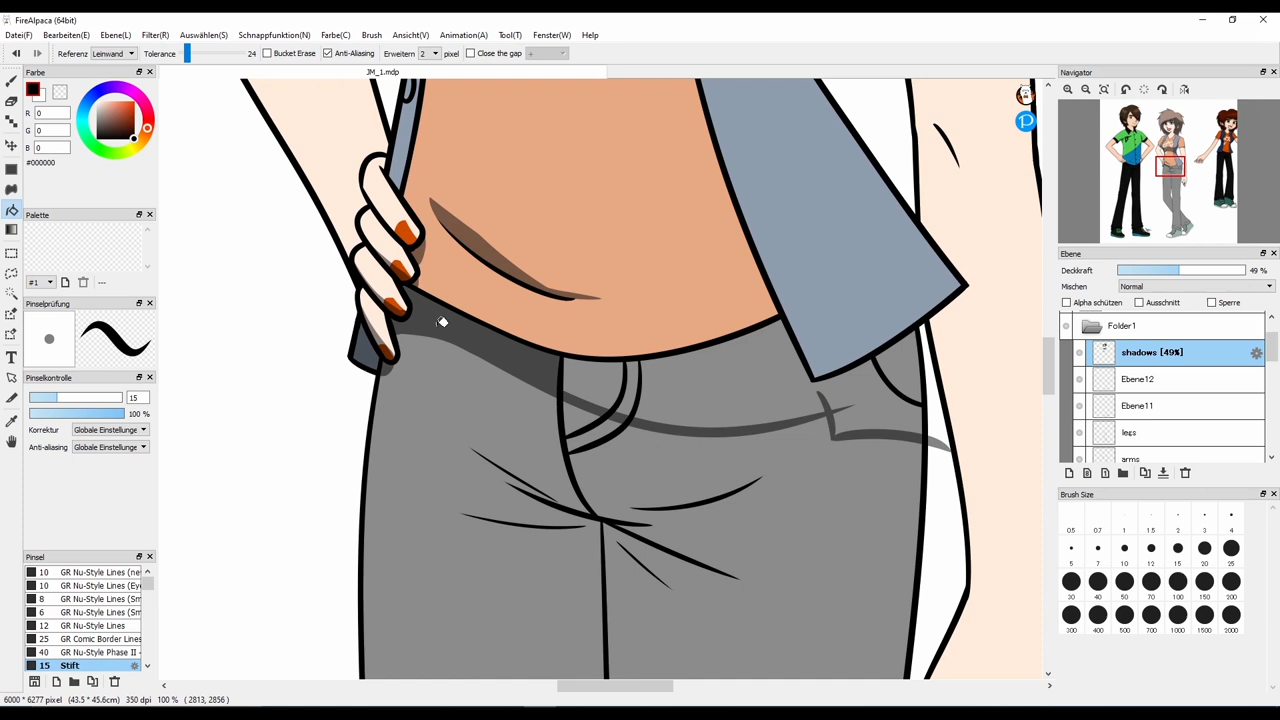 FireAlpaca (64bit)
Datei(F) Bearbeiten(E) Ebene(L) Filter(R) Auswählen(S) Schnappfunktion(N) Farbe(C) Brush Ansicht(V) Animation(A) Tool(T) Fenster(W) Help
Referenz Leinwand Tolerance 24 Bucket Erase Anti-Aliasing Erweitern 2 pixel Close the gap
Farbe
JM_1.mdp
Navigator
R 0
G 0
B 0
#000000
Palette
#1
---
Pinselprüfung
Pinselkontrolle
15
100 %
Korrektur Globale Einstellunge
Anti-aliasing Globale Einstellunge
Pinsel
10 GR Nu-Style Lines (ne
10 GR Nu-Style Lines (Ey
8 GR Nu-Style Lines (Sm
6 GR Nu-Style Lines (Sm
12 GR Nu-Style Lines
25 GR Comic Border Lines
40 GR Nu-Style Phase II -
15 Stift
Ebene
Deckkraft 49 %
Mischen Normal
Alpha schützen Ausschnitt Sperre
Folder1
shadows [49%]
Ebene12
Ebene11
legs
arms
Brush Size
0.5 0.7 1 1.5 2 3 4
5 7 10 12 15 20 25
30 40 50 70 100 150 200
300 400 500 700 1000 1500 2000
6000 * 6277 pixel (43.5 * 45.6cm) 350 dpi 100 % ( 2813, 2856 )